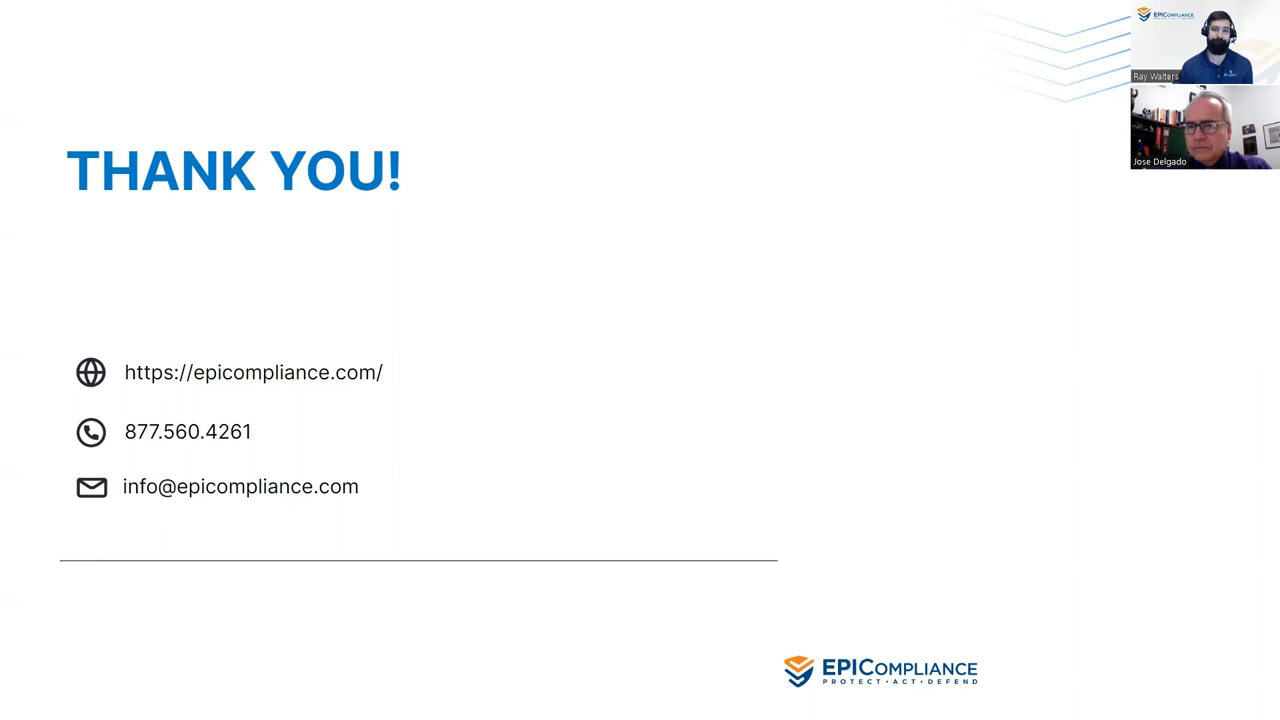 EPICOMPLIANCE
Ray Walters
Jose Delgado
THANK YOU!
https://epicompliance.com/
877.560.4261
info@epicompliance.com
EPICOMPLIANCE
PROTECT • ACT • DEFEND